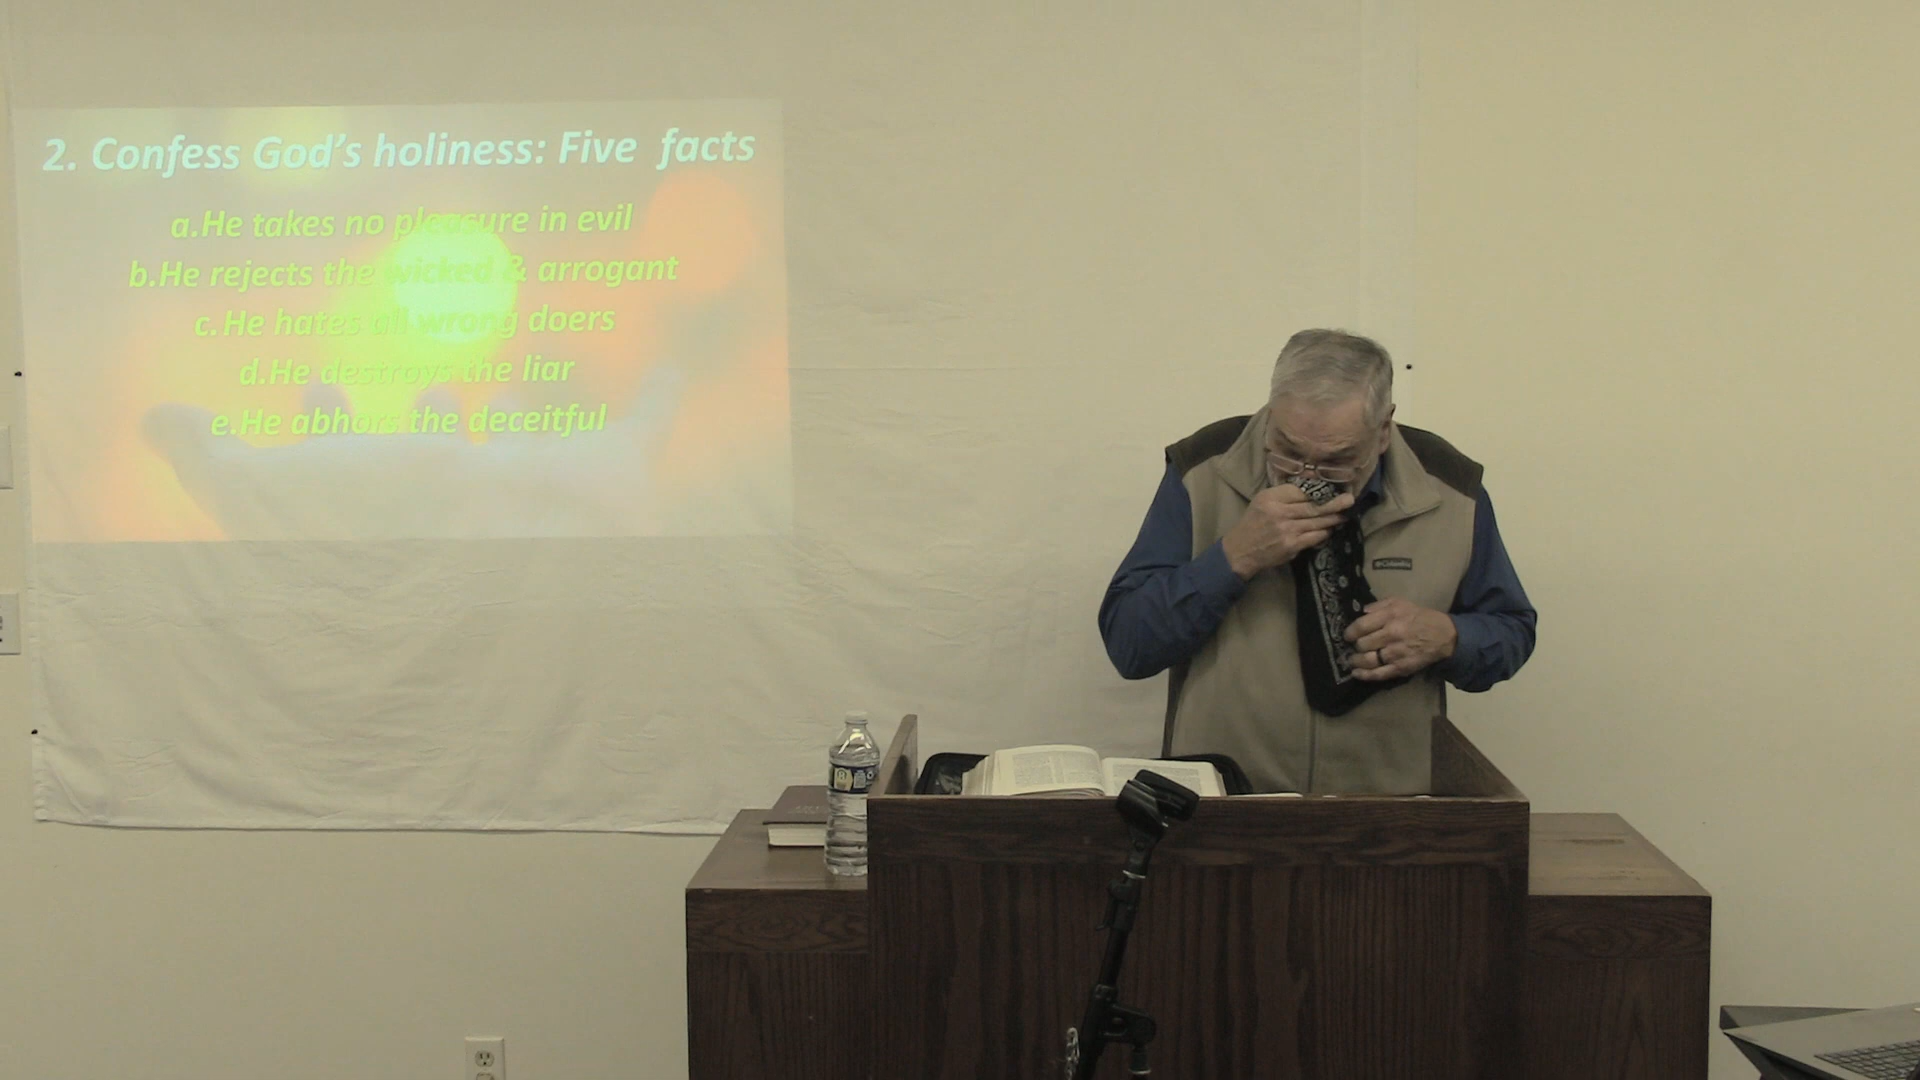 2. Confess God's holiness: Five facts
a.He takes no pleasure in evil
b.He rejects the wicked & arrogant
c.He hates all wrong doers
d.He destroys the liar
e.He abhors the deceitful
Columbia